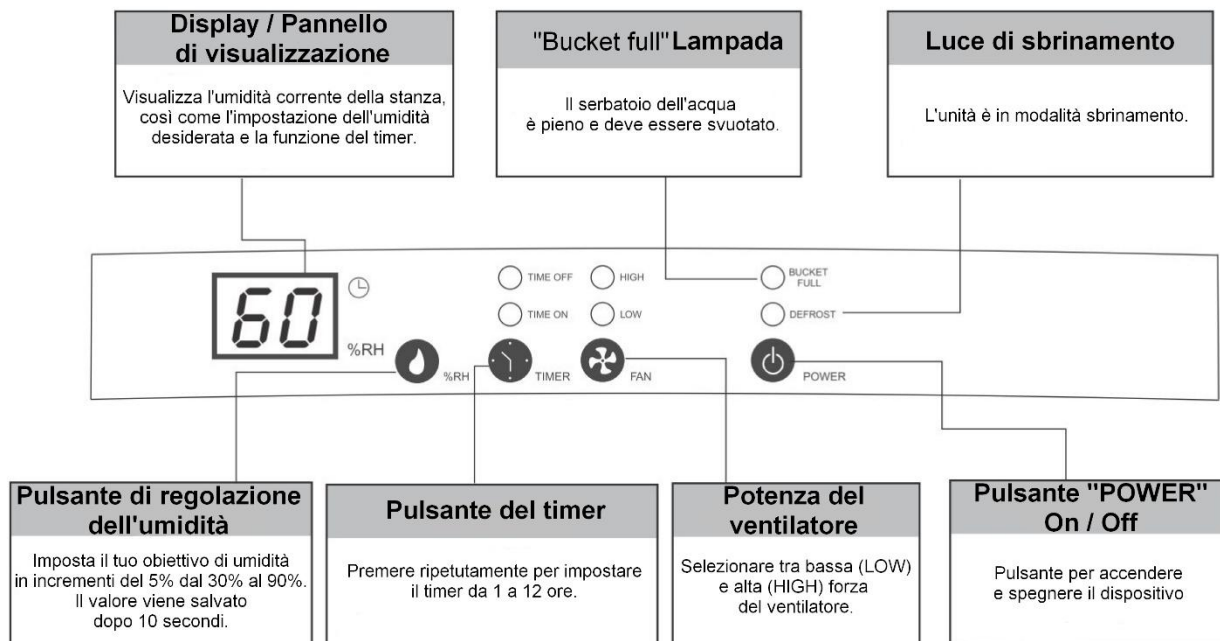 Display / Pannello
di visualizzazione
Visualizza l'umidità corrente della stanza,
così come l'impostazione dell'umidità
desiderata e la funzione del timer.
"Bucket full" Lampada
Il serbatoio dell'acqua
è pieno e deve essere svuotato.
Luce di sbrinamento
L'unità è in modalità sbrinamento.
60
%RH
%RH
TIME OFF
TIME ON
TIMER
HIGH
LOW
FAN
BUCKET
FULL
DEFROST
POWER
Pulsante di regolazione
dell'umidità
Imposta il tuo obiettivo di umidità
in incrementi del 5% dal 30% al 90%.
Il valore viene salvato
dopo 10 secondi.
Pulsante del timer
Premere ripetutamente per impostare
il timer da 1 a 12 ore.
Potenza del
ventilatore
Selezionare tra bassa (LOW)
e alta (HIGH) forza
del ventilatore.
Pulsante "POWER"
On / Off
Pulsante per accendere
e spegnere il dispositivo